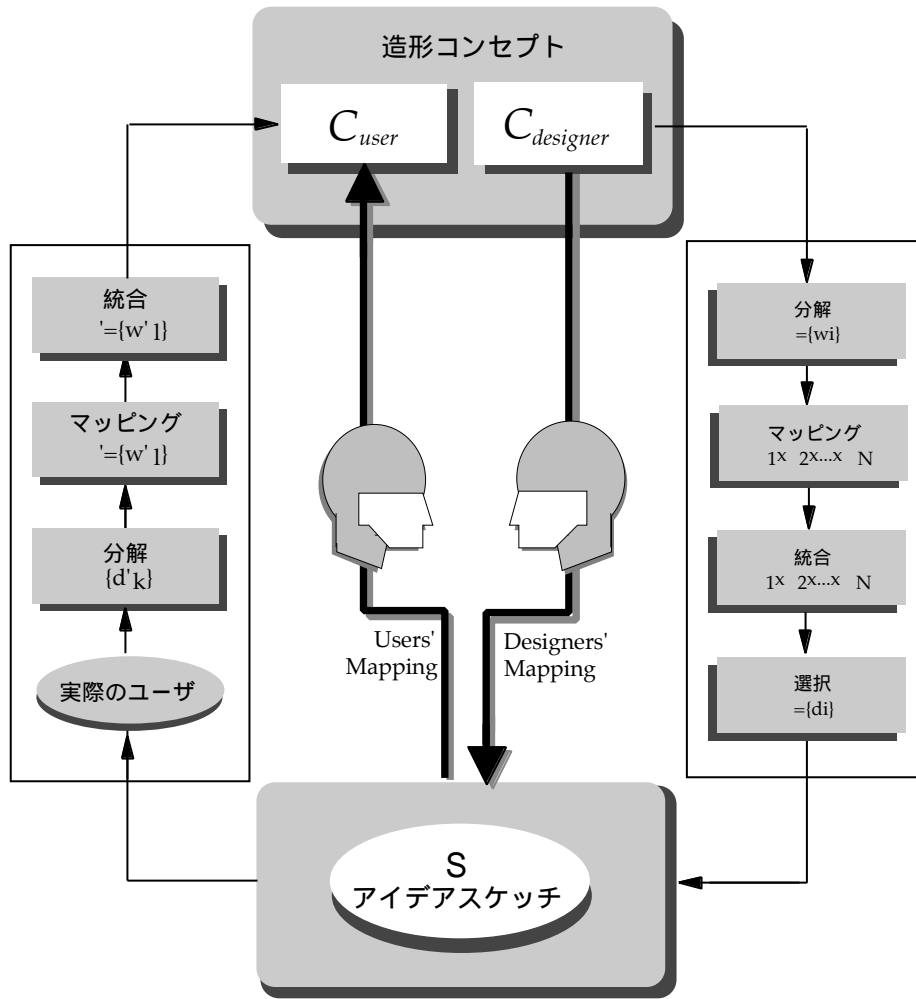 造形コンセプト
C user
C designer
統合
'={w' l}
マッピング
'={w' l}
分解
{d' k}
実際のユーザ
Users'
Mapping
Designers'
Mapping
分解
={wi}
マッピング
1x 2x...x N
統合
1x 2x...x N
選択
={di}
S
アイデアスケッチ